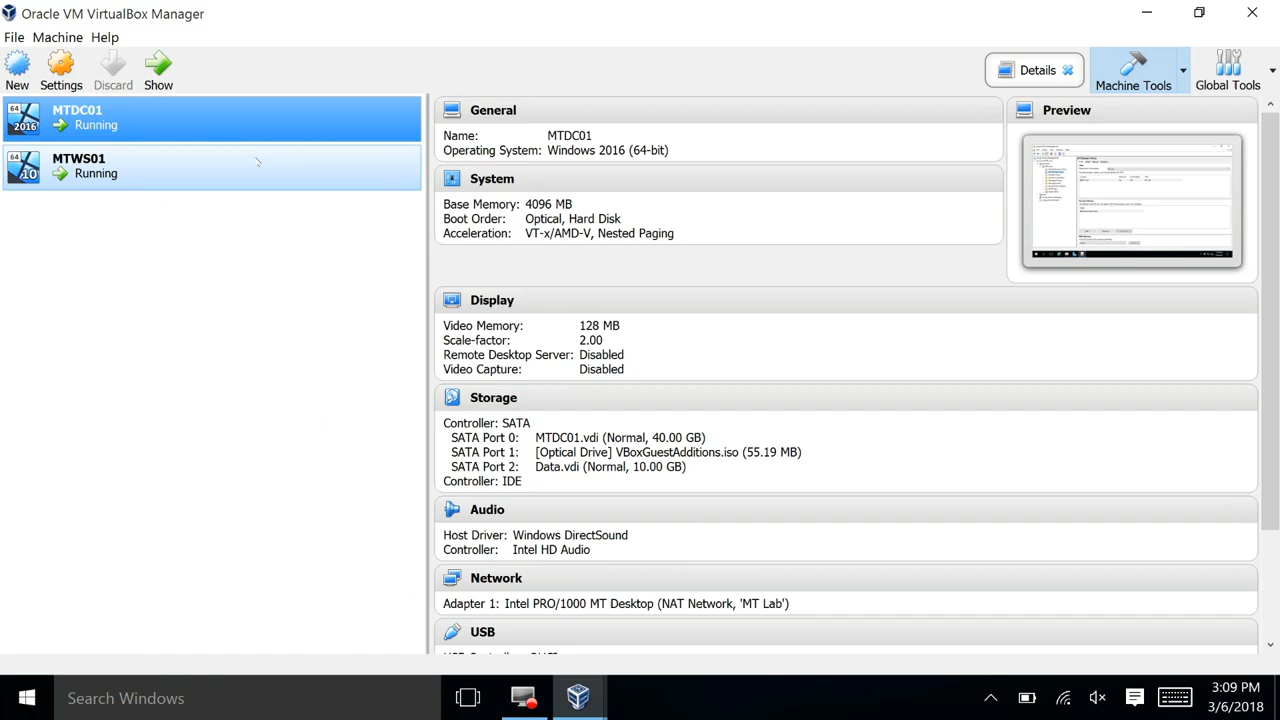 Oracle VM VirtualBox Manager
File Machine Help
New Settings Discard Show
Details
Machine Tools
Global Tools
64
2016
MTDC01
Running
64
10
MTWS01
Running
General
Name: MTDC01
Operating System: Windows 2016 (64-bit)
Preview
System
Base Memory: 4096 MB
Boot Order: Optical, Hard Disk
Acceleration: VT-x/AMD-V, Nested Paging
Display
Video Memory: 128 MB
Scale-factor: 2.00
Remote Desktop Server: Disabled
Video Capture: Disabled
Storage
Controller: SATA
SATA Port 0: MTDC01.vdi (Normal, 40.00 GB)
SATA Port 1: [Optical Drive] VBoxGuestAdditions.iso (55.19 MB)
SATA Port 2: Data.vdi (Normal, 10.00 GB)
Controller: IDE
Audio
Host Driver: Windows DirectSound
Controller: Intel HD Audio
Network
Adapter 1: Intel PRO/1000 MT Desktop (NAT Network, 'MT Lab')
USB
Search Windows
3:09 PM
3/6/2018